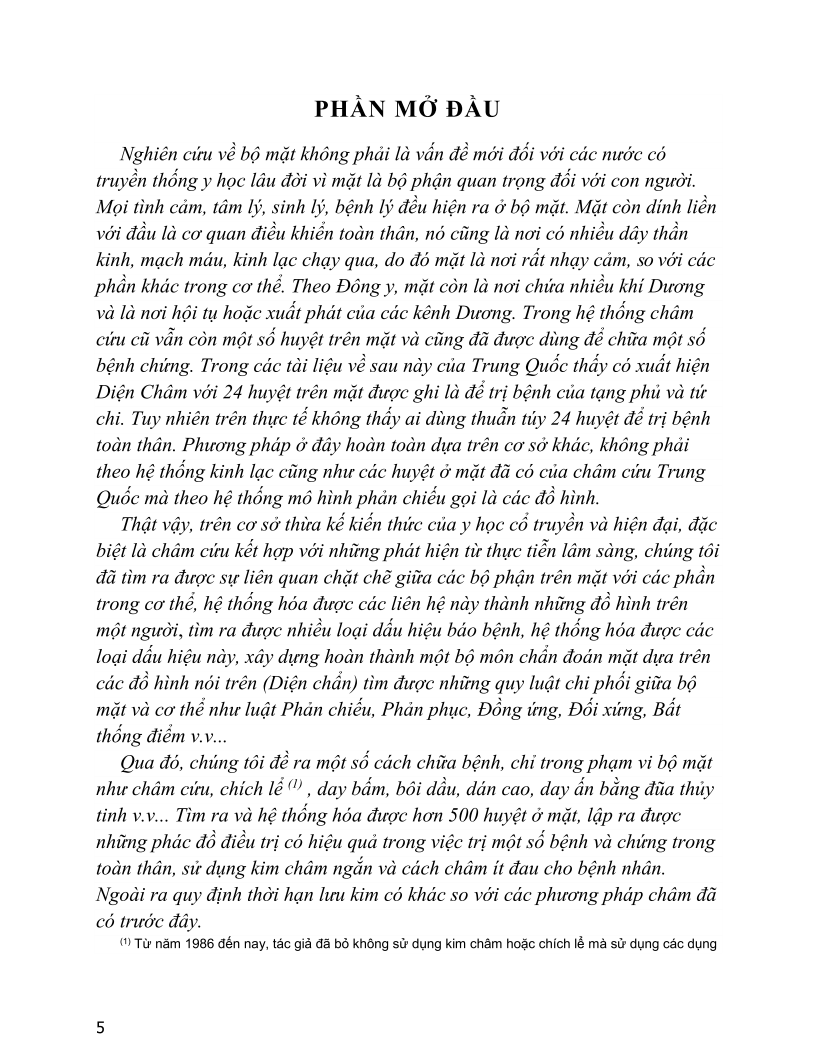 PHẦN MỞ ĐẦU
Nghiên cứu về bộ mặt không phải là vấn đề mới đối với các nước có
truyền thống y học lâu đời vì mặt là bộ phận quan trọng đối với con người.
Mọi tình cảm, tâm lý, sinh lý, bệnh lý đều hiện ra ở bộ mặt. Mặt còn dính liền
với đầu là cơ quan điều khiển toàn thân, nó cũng là nơi có nhiều dây thần
kinh, mạch máu, kinh lạc chạy qua, do đó mặt là nơi rất nhạy cảm, so với các
phần khác trong cơ thể. Theo Đông y, mặt còn là nơi chứa nhiều khí Dương
và là nơi hội tụ hoặc xuất phát của các kênh Dương. Trong hệ thống châm
cứu cũ vẫn còn một số huyệt trên mặt và cũng đã được dùng để chữa một số
bệnh chứng. Trong các tài liệu về sau này của Trung Quốc thấy có xuất hiện
Diện Châm với 24 huyệt trên mặt được ghi là để trị bệnh của tạng phủ và tứ
chi. Tuy nhiên trên thực tế không thấy ai dùng thuẫn túy 24 huyệt để trị bệnh
toàn thân. Phương pháp ở đây hoàn toàn dựa trên cơ sở khác, không phải
theo hệ thống kinh lạc cũng như các huyệt ở mặt đã có của châm cứu Trung
Quốc mà theo hệ thống mô hình phản chiếu gọi là các đồ hình.
Thật vậy, trên cơ sở thừa kế kiến thức của y học cổ truyền và hiện đại, đặc
biệt là châm cứu kết hợp với những phát hiện từ thực tiễn lâm sàng, chúng tôi
đã tìm ra được sự liên quan chặt chẽ giữa các bộ phận trên mặt với các phần
trong cơ thể, hệ thống hóa được các liên hệ này thành những đồ hình trên
một người, tìm ra được nhiều loại dấu hiệu báo bệnh, hệ thống hóa được các
loại dấu hiệu này, xây dựng hoàn thành một bộ môn chẩn đoán mặt dựa trên
các đồ hình nói trên (Diện chẩn) tìm được những quy luật chi phối giữa bộ
mặt và cơ thể như luật Phản chiếu, Phản phục, Đồng ứng, Đối xứng, Bất
thống điểm v.v...
Qua đó, chúng tôi đề ra một số cách chữa bệnh, chỉ trong phạm vi bộ mặt
như châm cứu, chích lể (1) , day bấm, bôi dầu, dán cao, day ấn bằng đũa thủy
tinh v.v... Tìm ra và hệ thống hóa được hơn 500 huyệt ở mặt, lập ra được
những phác đồ điều trị có hiệu quả trong việc trị một số bệnh và chứng trong
toàn thân, sử dụng kim châm ngắn và cách châm ít đau cho bệnh nhân.
Ngoài ra quy định thời hạn lưu kim có khác so với các phương pháp châm đã
có trước đây.
(1) Từ năm 1986 đến nay, tác giả đã bỏ không sử dụng kim châm hoặc chích lể mà sử dụng các dụng
5